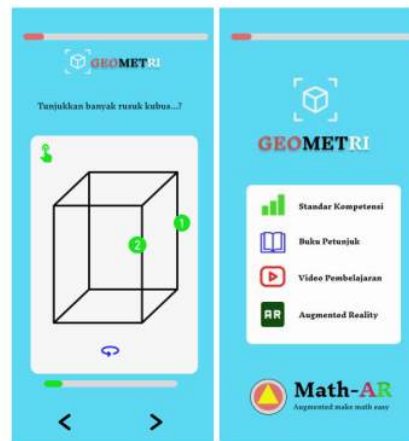 GEOMETRI
Tunjukkan banyak rusuk kubus...?
1
2
GEOMETRI
Standar Kompetensi
Buku Petunjuk
Video Pembelajaran
AR
Augmented Reality
Math-AR
Augmented make math easy